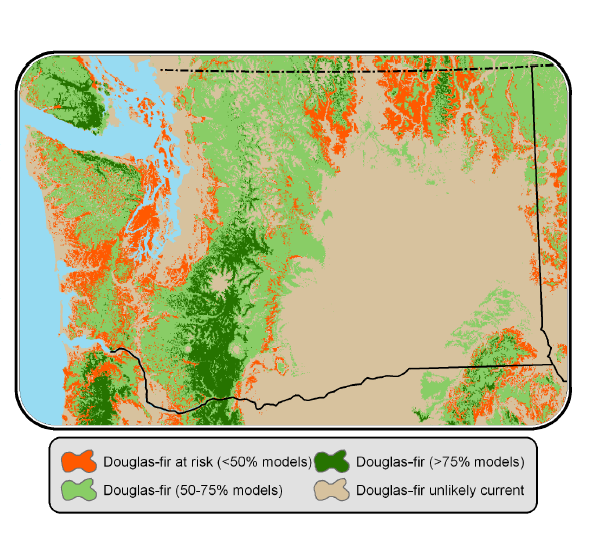 Douglas-fir at risk (<50% models)
Douglas-fir (>75% models)
Douglas-fir (50-75% models)
Douglas-fir unlikely current